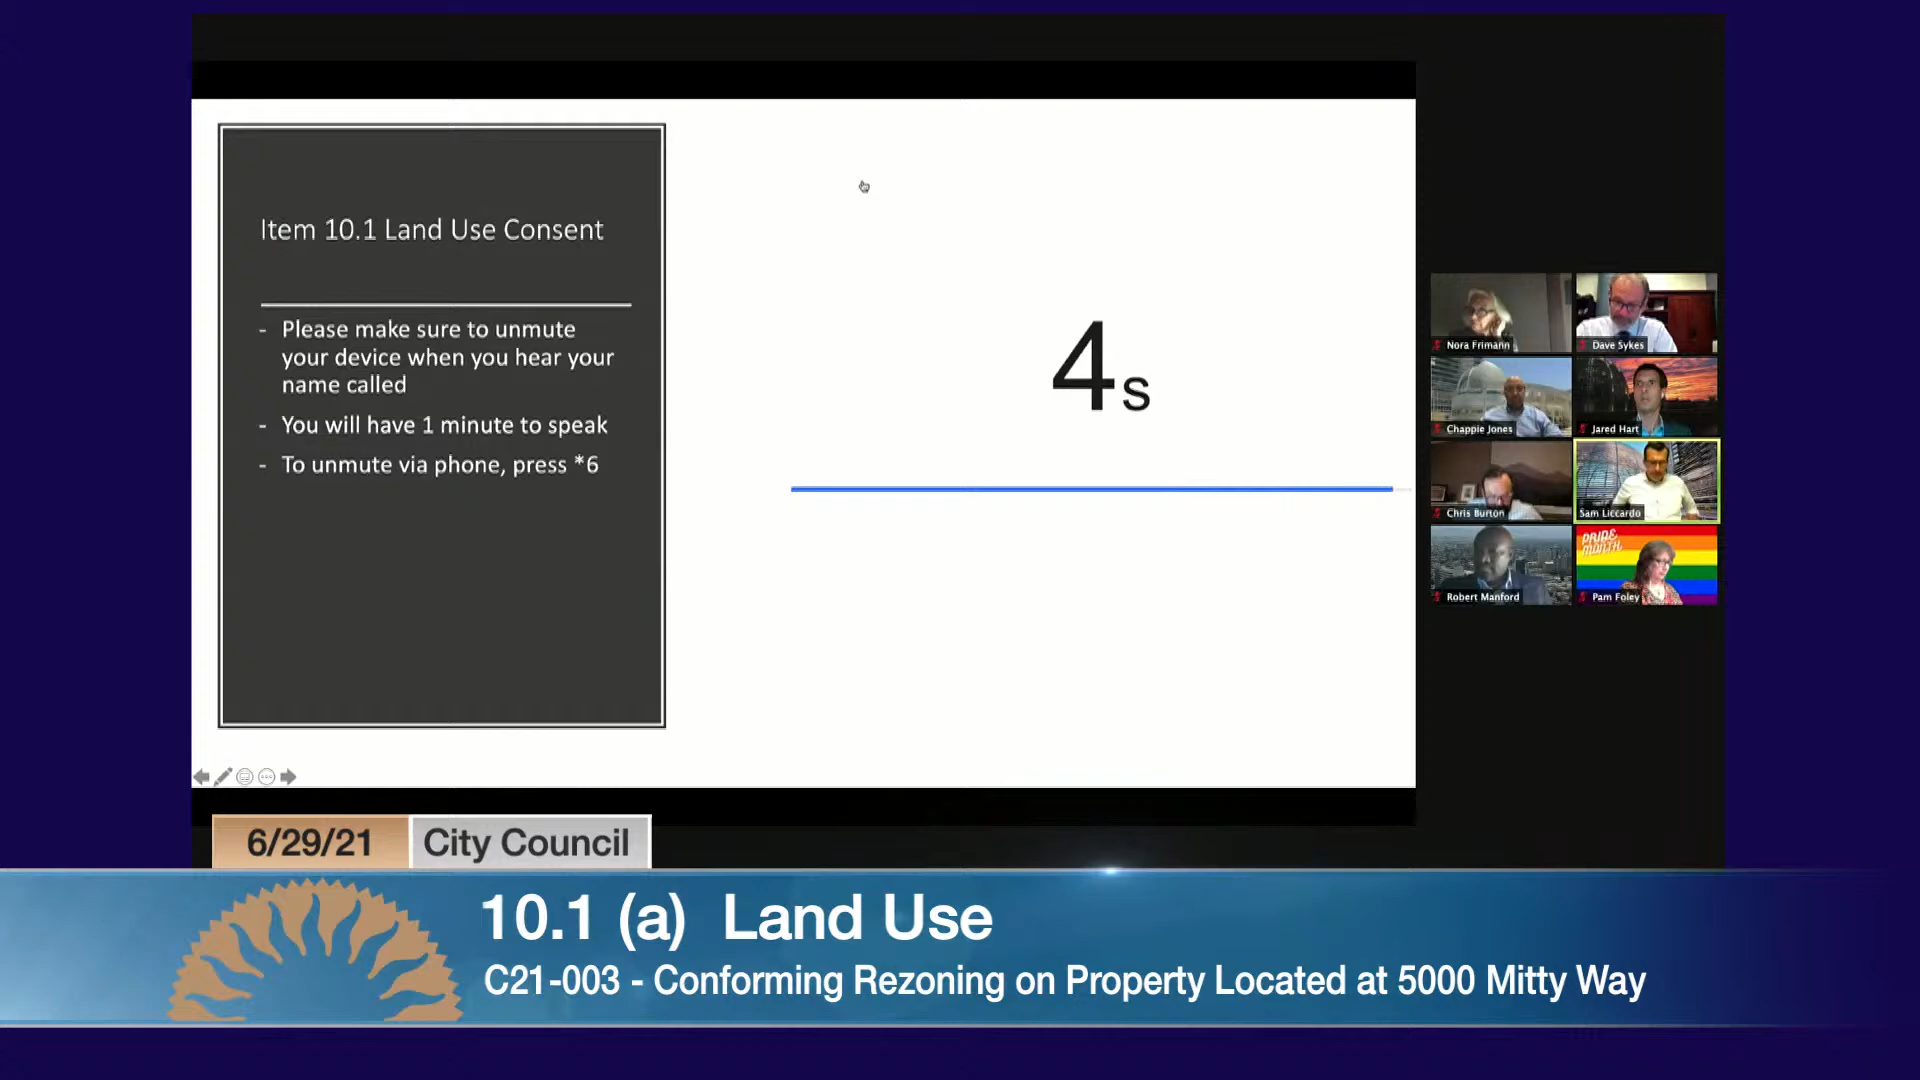 Item 10.1 Land Use Consent
- Please make sure to unmute
your device when you hear your
name called
- You will have 1 minute to speak
- To unmute via phone, press *6
4s
Nora Frimann
Dave Sykes
Chappie Jones
Jared Hart
Chris Burton
Sam Liccardo
Robert Manford
PRIDE
MONTH
Pam Foley
6/29/21
City Council
10.1 (a) Land Use
C21-003 - Conforming Rezoning on Property Located at 5000 Mitty Way